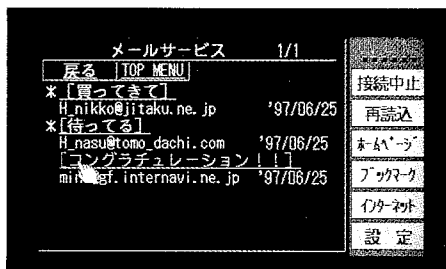 メールサービス 1/1
戻る TOP MENU
*[買ってきて]
H_nikko@jitaku.ne.jp '97/06/25
*[待ってる]
H_nasu@tomo_dachi.com '97/06/25
[コングラチュレーション!!]
internavi.ne.jp '97/06/25
接続中止
再読込
ホームページ
ブックマーク
インターネット
設 定